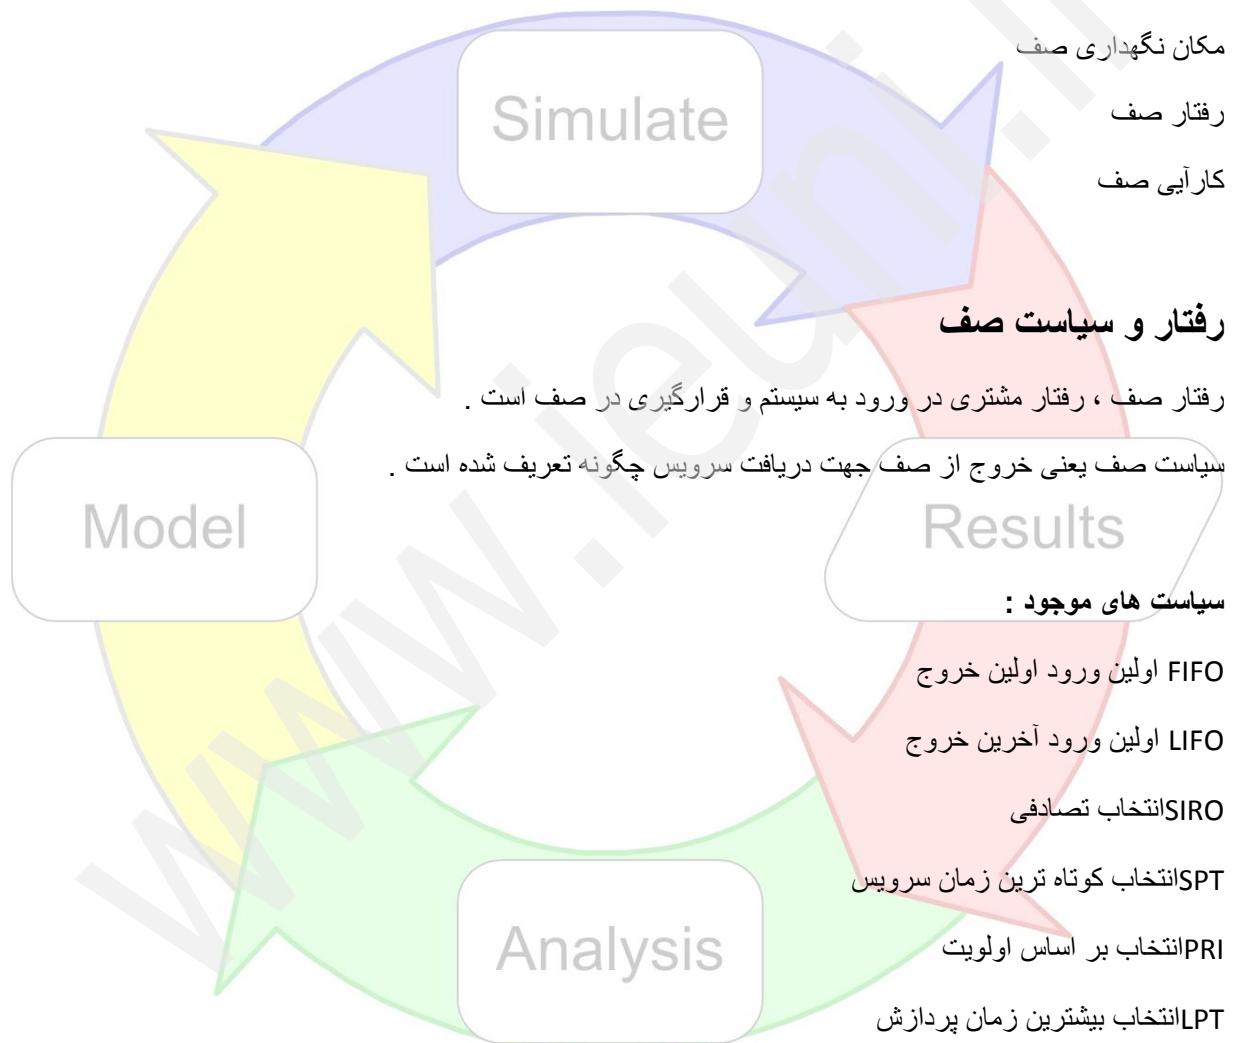 مکان نگهداری صف
رفتار صف
کارآیی صف
رفتار و سیاست صف
رفتار صف ، رفتار مشتری در ورود به سیستم و قرارگیری در صف است .
سیاست صف یعنی خروج از صف جهت دریافت سرویس چگونه تعریف شده است .
سیاست های موجود :
FIFO اولین ورود اولین خروج
LIFO اولین ورود آخرین خروج
SIROانتخاب تصادفی
SPTانتخاب کوتاه ترین زمان سرویس
PRIانتخاب بر اساس اولویت
LPTانتخاب بیشترین زمان پردازش
Simulate
Model
Results
Analysis